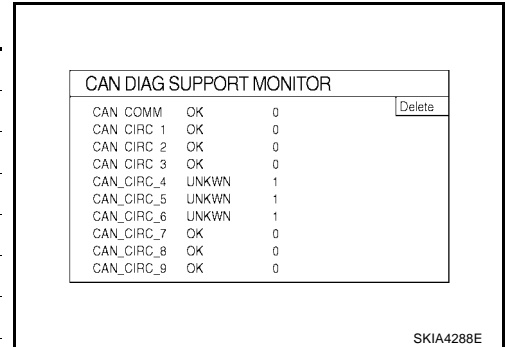 CAN DIAG SUPPORT MONITOR
Delete
CAN COMM OK 0
CAN CIRC 1 OK 0
CAN CIRC 2 OK 0
CAN CIRC 3 OK 0
CAN_CIRC_4 UNKWN 1
CAN_CIRC_5 UNKWN 1
CAN_CIRC_6 UNKWN 1
CAN_CIRC_7 OK 0
CAN_CIRC_8 OK 0
CAN_CIRC_9 OK 0
SKIA4288E